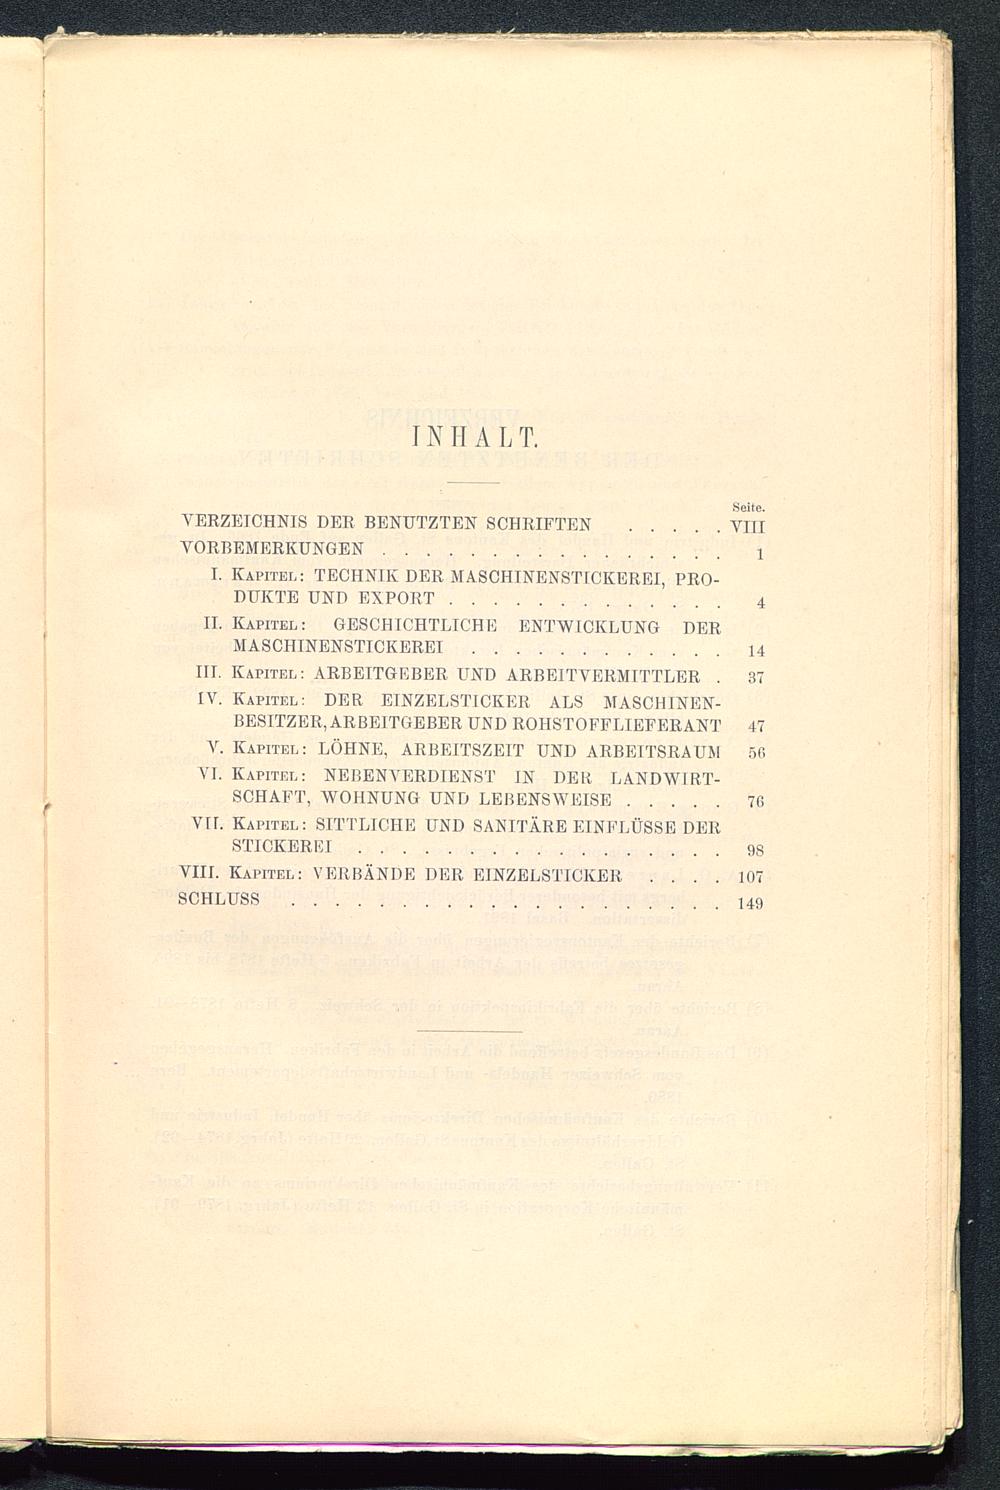 INHALT.
Seite.
VERZEICHNIS DER BENUTZTEN SCHRIFTEN . . . . . VIII
VORBEMERKUNGEN . . . . . . . . . . . . . . . . 1
I. KAPITEL: TECHNIK DER MASCHINENSTICKEREI, PRO-
DUKTE UND EXPORT . . . . . . . . . . . . . 4
II. KAPITEL: GESCHICHTLICHE ENTWICKLUNG DER
MASCHINENSTICKEREI . . . . . . . . . . . . 14
III. KAPITEL: ARBEITGEBER UND ARBEITVERMITTLER . 37
IV. KAPITEL: DER EINZELSTICKER ALS MASCHINEN-
BESITZER, ARBEITGEBER UND ROHSTOFFLIEFERANT 47
V. KAPITEL: LÖHNE, ARBEITSZEIT UND ARBEITSRAUM 56
VI. KAPITEL: NEBENVERDIENST IN DER LANDWIRT-
SCHAFT, WOHNUNG UND LEBENSWEISE . . . . . 76
VII. KAPITEL: SITTLICHE UND SANITÄRE EINFLÜSSE DER
STICKEREI . . . . . . . . . . . . . . . . . 98
VIII. KAPITEL: VERBÄNDE DER EINZELSTICKER . . . . 107
SCHLUSS . . . . . . . . . . . . . . . . . . . . 149